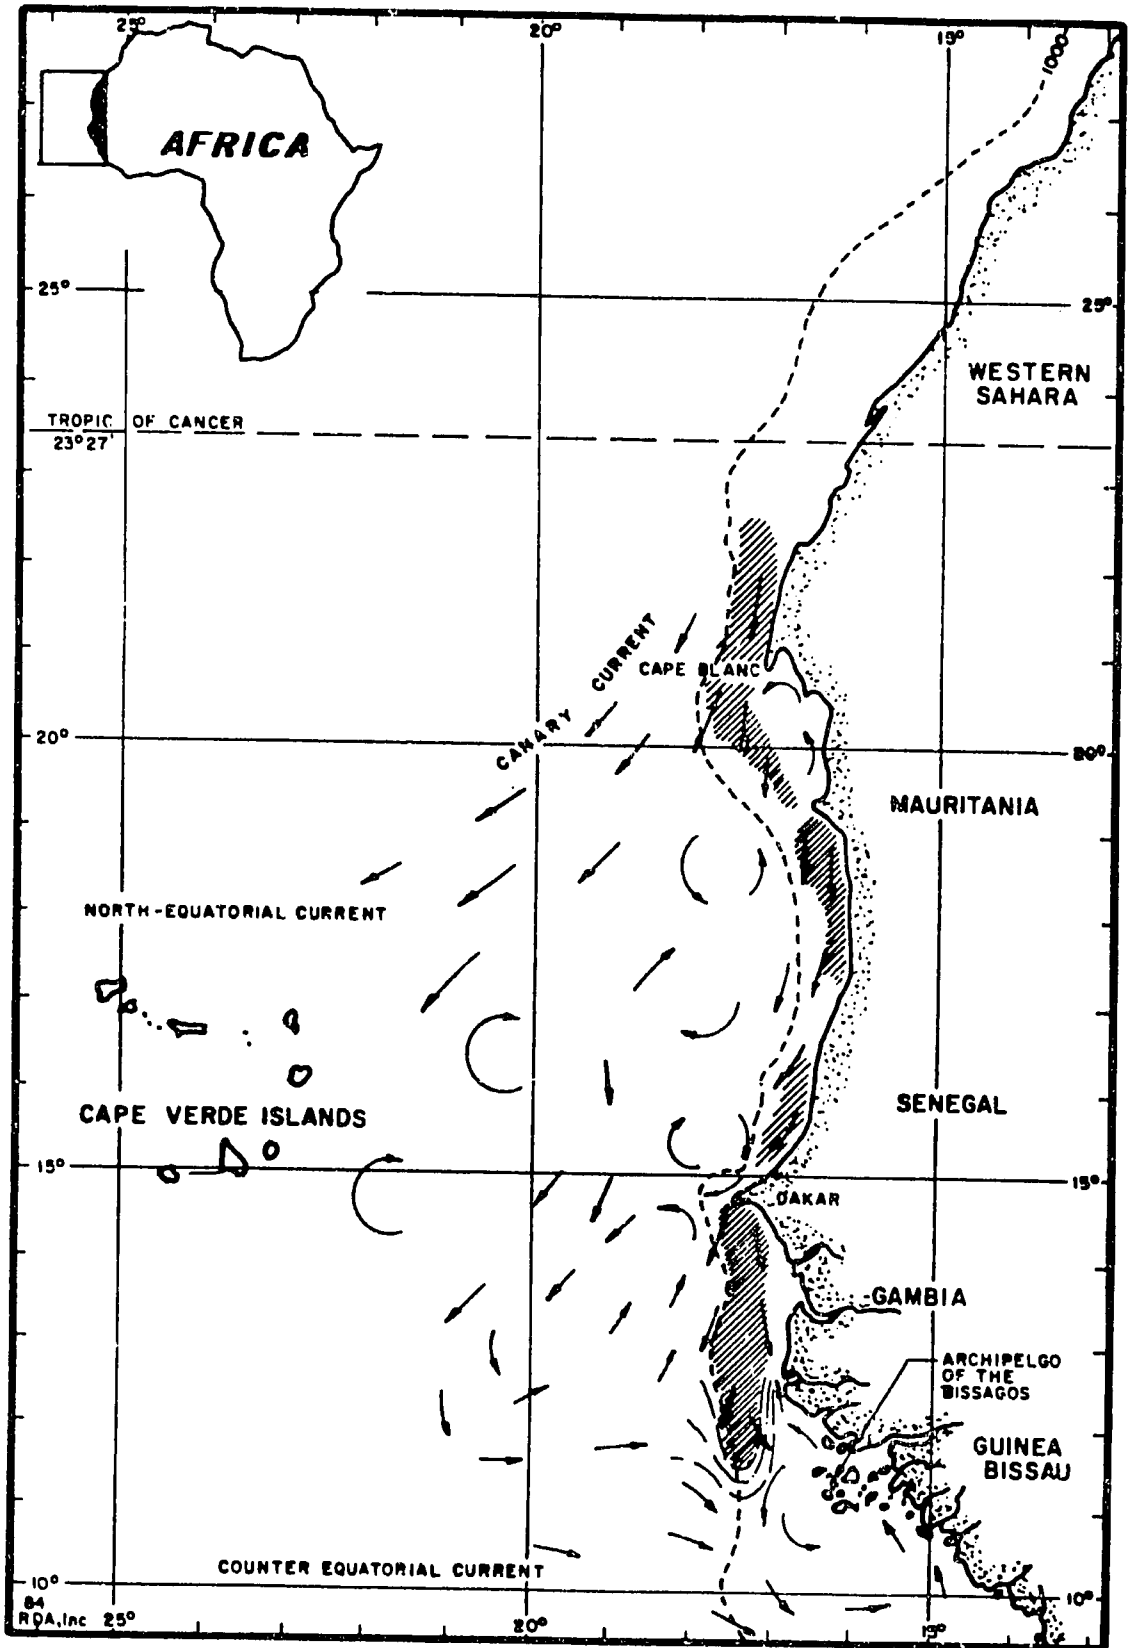 25°
20°
15°
1000
AFRICA
25°
25°
WESTERN
SAHARA
TROPIC OF CANCER
23°27'
CANARY CURRENT
CAPE BLANC
20°
20°
MAURITANIA
NORTH-EQUATORIAL CURRENT
CAPE VERDE ISLANDS
SENEGAL
15°
15°
DAKAR
GAMBIA
ARCHIPELGO
OF THE
BISSAGOS
GUINEA
BISSAU
COUNTER EQUATORIAL CURRENT
10°
10°
84
RDA, Inc
25°
20°
15°